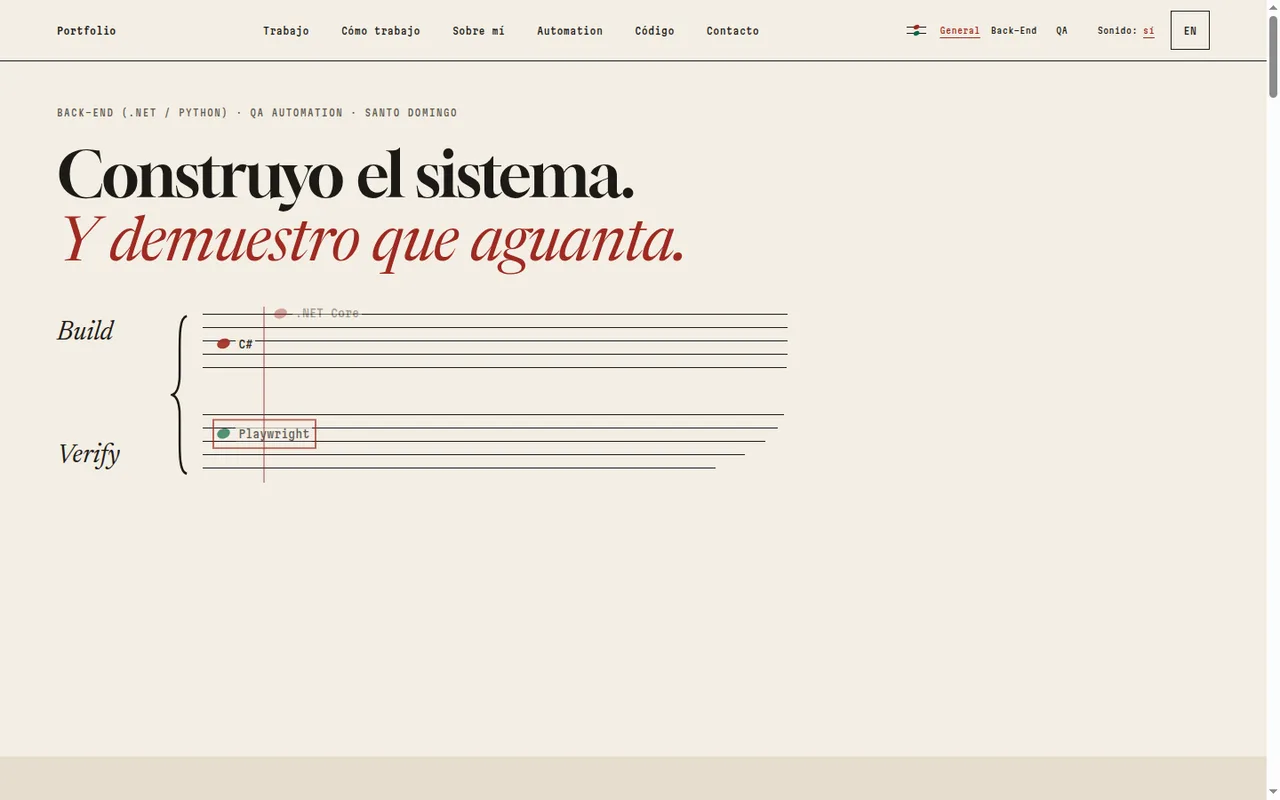 Portfolio Trabajo Cómo trabajo Sobre mí Automation Código Contacto General Back-End QA Sonido: sí EN
BACK-END (.NET / PYTHON) · QA AUTOMATION · SANTO DOMINGO
Construyo el sistema.
Y demuestro que aguanta.
.NET Core
Build
C#
Playwright
Verify